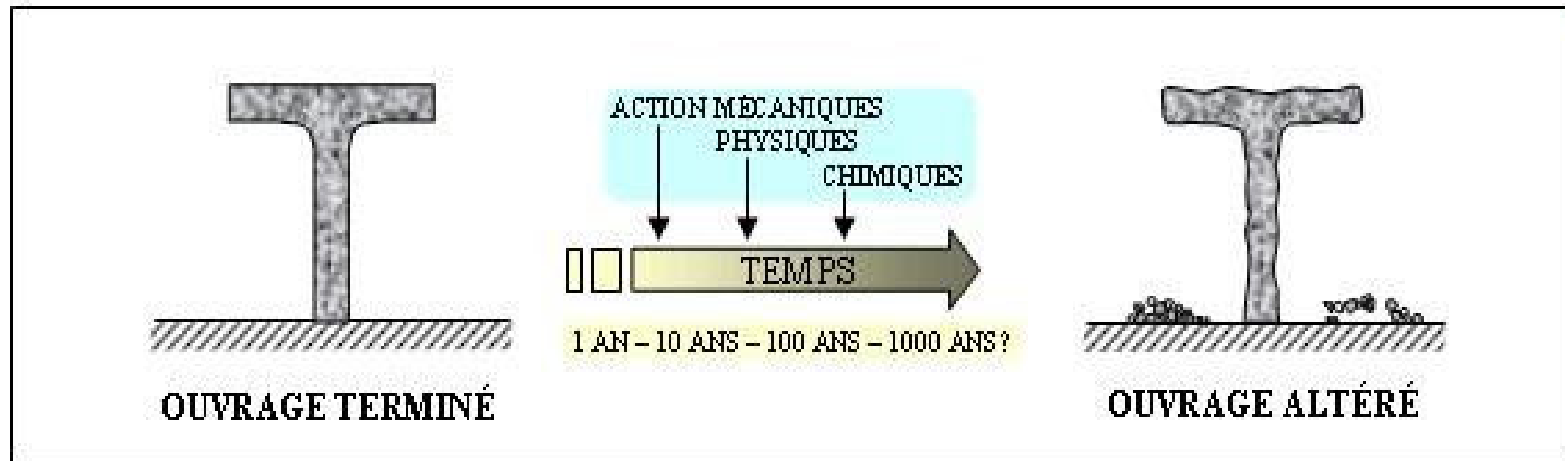 ACTION MÉCANIQUES
PHYSIQUES
CHIMIQUES
TEMPS
1 AN – 10 ANS – 100 ANS – 1000 ANS ?
OUVRAGE TERMINÉ
OUVRAGE ALTÉRÉ